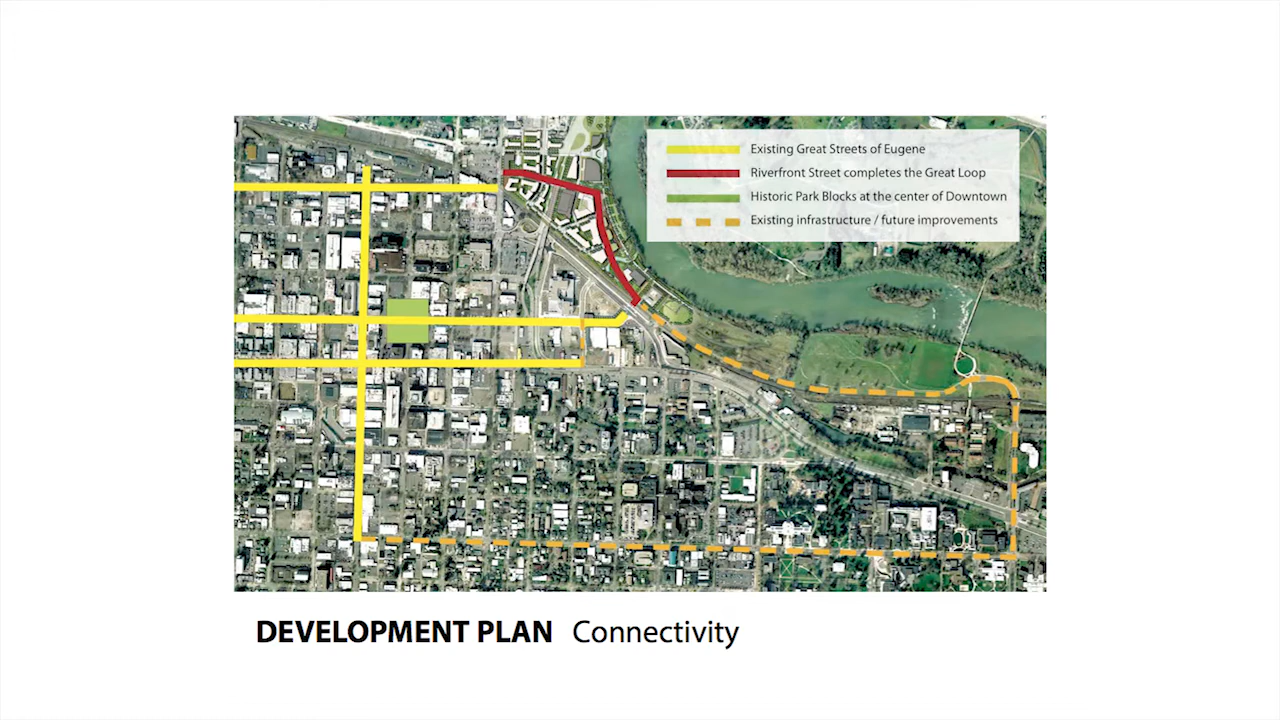 Existing Great Streets of Eugene
Riverfront Street completes the Great Loop
Historic Park Blocks at the center of Downtown
Existing infrastructure / future improvements
DEVELOPMENT PLAN Connectivity